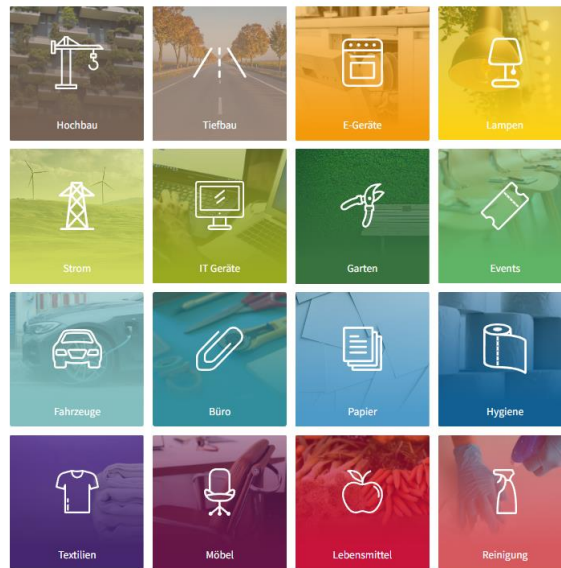 Hochbau
Tiefbau
E-Geräte
Lampen
Strom
IT Geräte
Garten
Events
Fahrzeuge
Büro
Papier
Hygiene
Textilien
Möbel
Lebensmittel
Reinigung